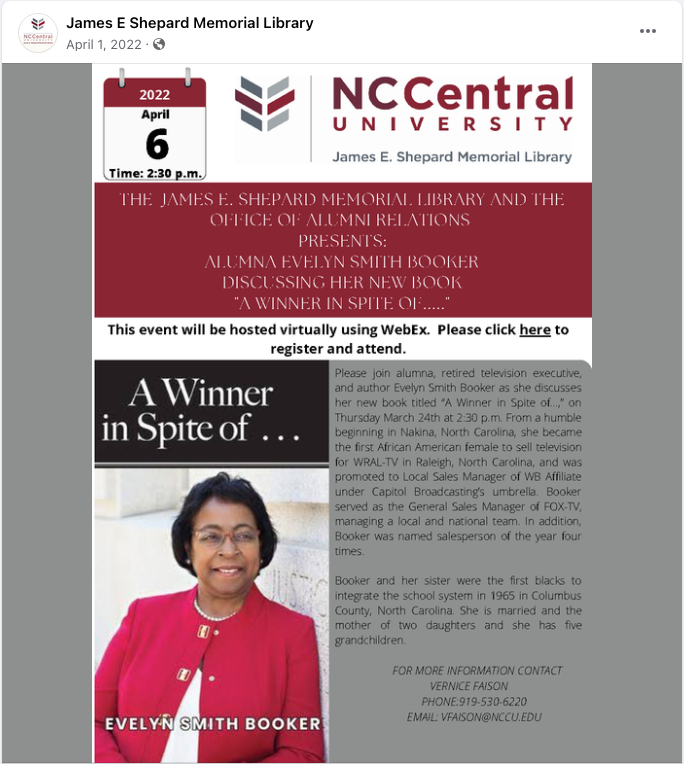 James E Shepard Memorial Library
April 1, 2022 ·
NCCentral
UNIVERSITY
2022
April
6
Time: 2:30 p.m.
NCCentral
UNIVERSITY
James E. Shepard Memorial Library
THE JAMES E. SHEPARD MEMORIAL LIBRARY AND THE
OFFICE OF ALUMNI RELATIONS
PRESENTS:
ALUMNA EVELYN SMITH BOOKER
DISCUSSING HER NEW BOOK
"A WINNER IN SPITE OF....."
This event will be hosted virtually using WebEx. Please click here to
register and attend.
A Winner
in Spite of . . .
EVELYN SMITH BOOKER
Please join alumna, retired television executive,
and author Evelyn Smith Booker as she discusses
her new book titled "A Winner in Spite of...," on
Thursday March 24th at 2:30 p.m. From a humble
beginning in Nakina, North Carolina, she became
the first African American female to sell television
for WRAL-TV in Raleigh, North Carolina, and was
promoted to Local Sales Manager of WB Affiliate
under Capitol Broadcasting's umbrella. Booker
served as the General Sales Manager of FOX-TV,
managing a local and national team. In addition,
Booker was named salesperson of the year four
times.
Booker and her sister were the first blacks to
integrate the school system in 1965 in Columbus
County, North Carolina. She is married and the
mother of two daughters and she has five
grandchildren.
FOR MORE INFORMATION CONTACT
VERNICE FAISON
PHONE:919-530-6220
EMAIL: VFAISON@NCCU.EDU